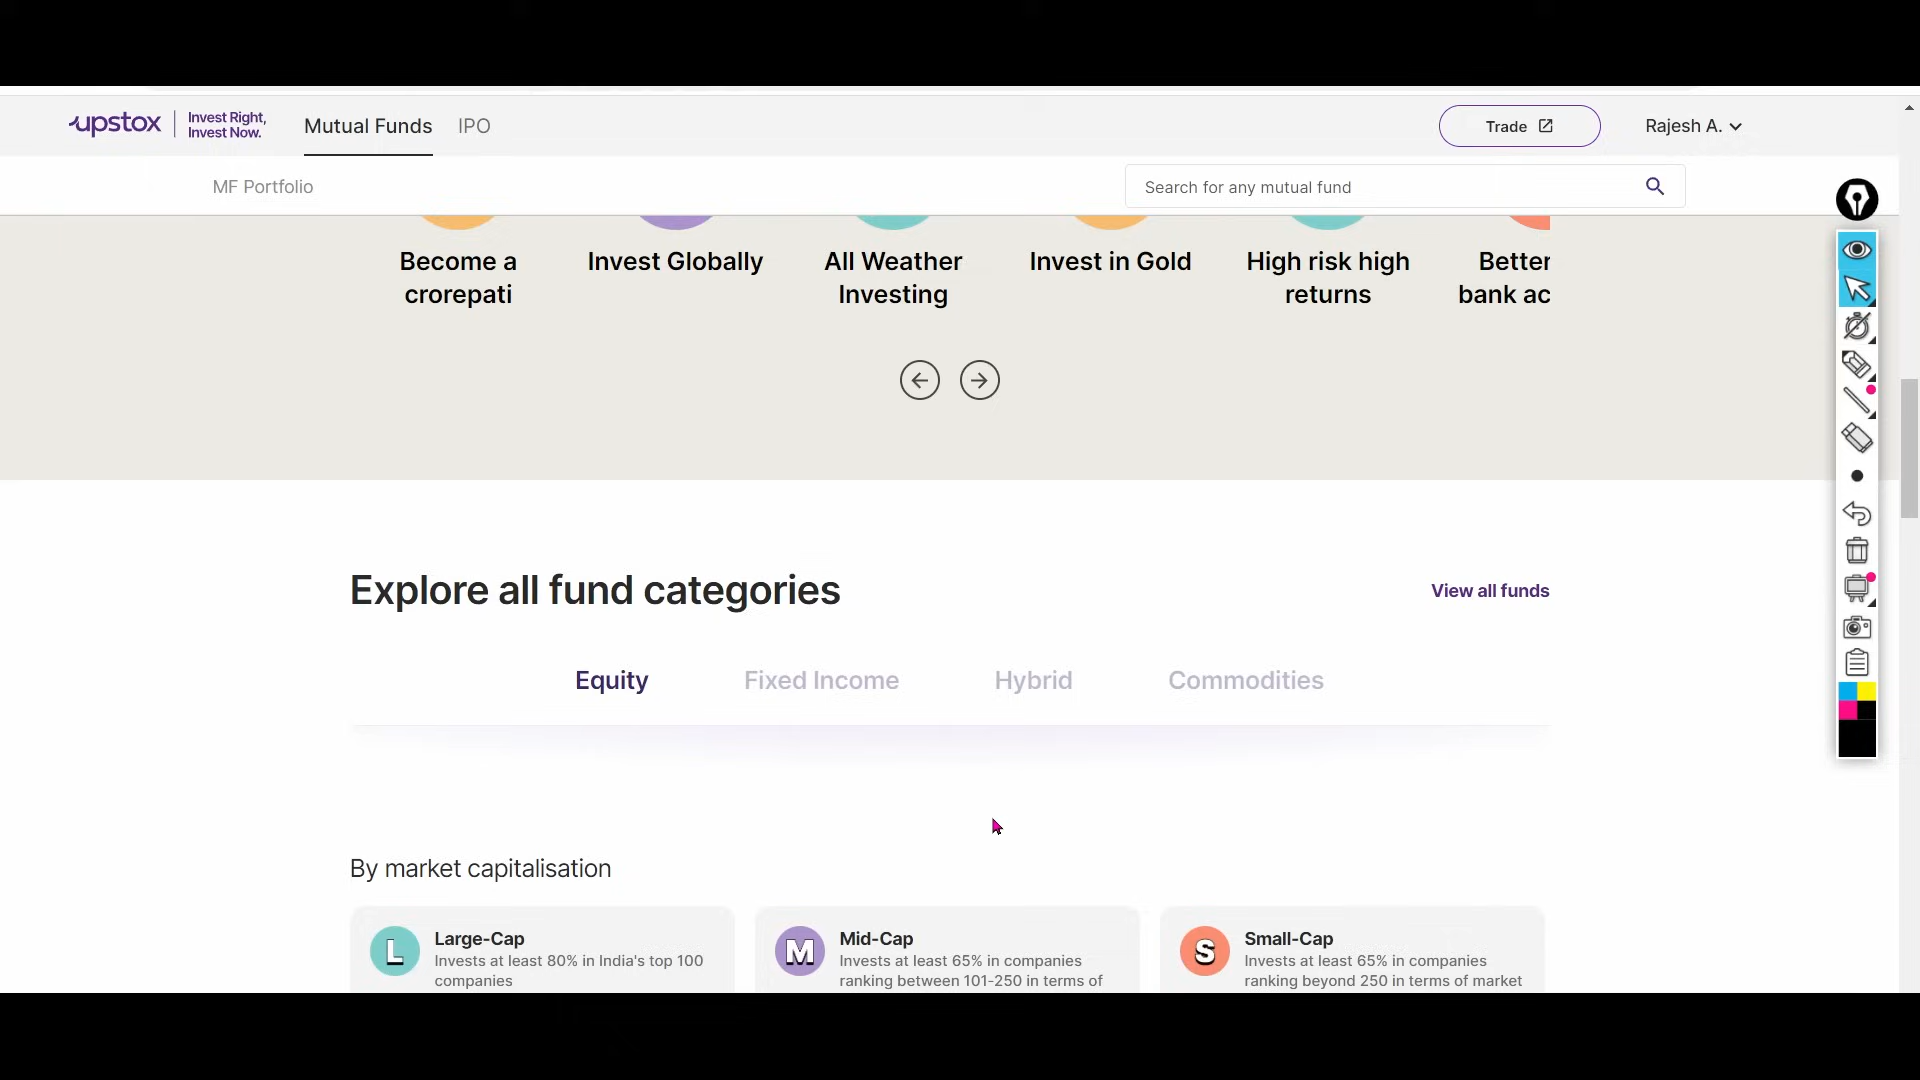 upstox
Invest Right,
Invest Now.
Mutual Funds
IPO
Trade
Rajesh A.
MF Portfolio
Search for any mutual fund
Become a
crorepati
Invest Globally
All Weather
Investing
Invest in Gold
High risk high
returns
Better
bank ac
Explore all fund categories
View all funds
Equity
Fixed Income
Hybrid
Commodities
By market capitalisation
L
Large-Cap
Invests at least 80% in India's top 100
companies
M
Mid-Cap
Invests at least 65% in companies
ranking between 101-250 in terms of
S
Small-Cap
Invests at least 65% in companies
ranking beyond 250 in terms of market